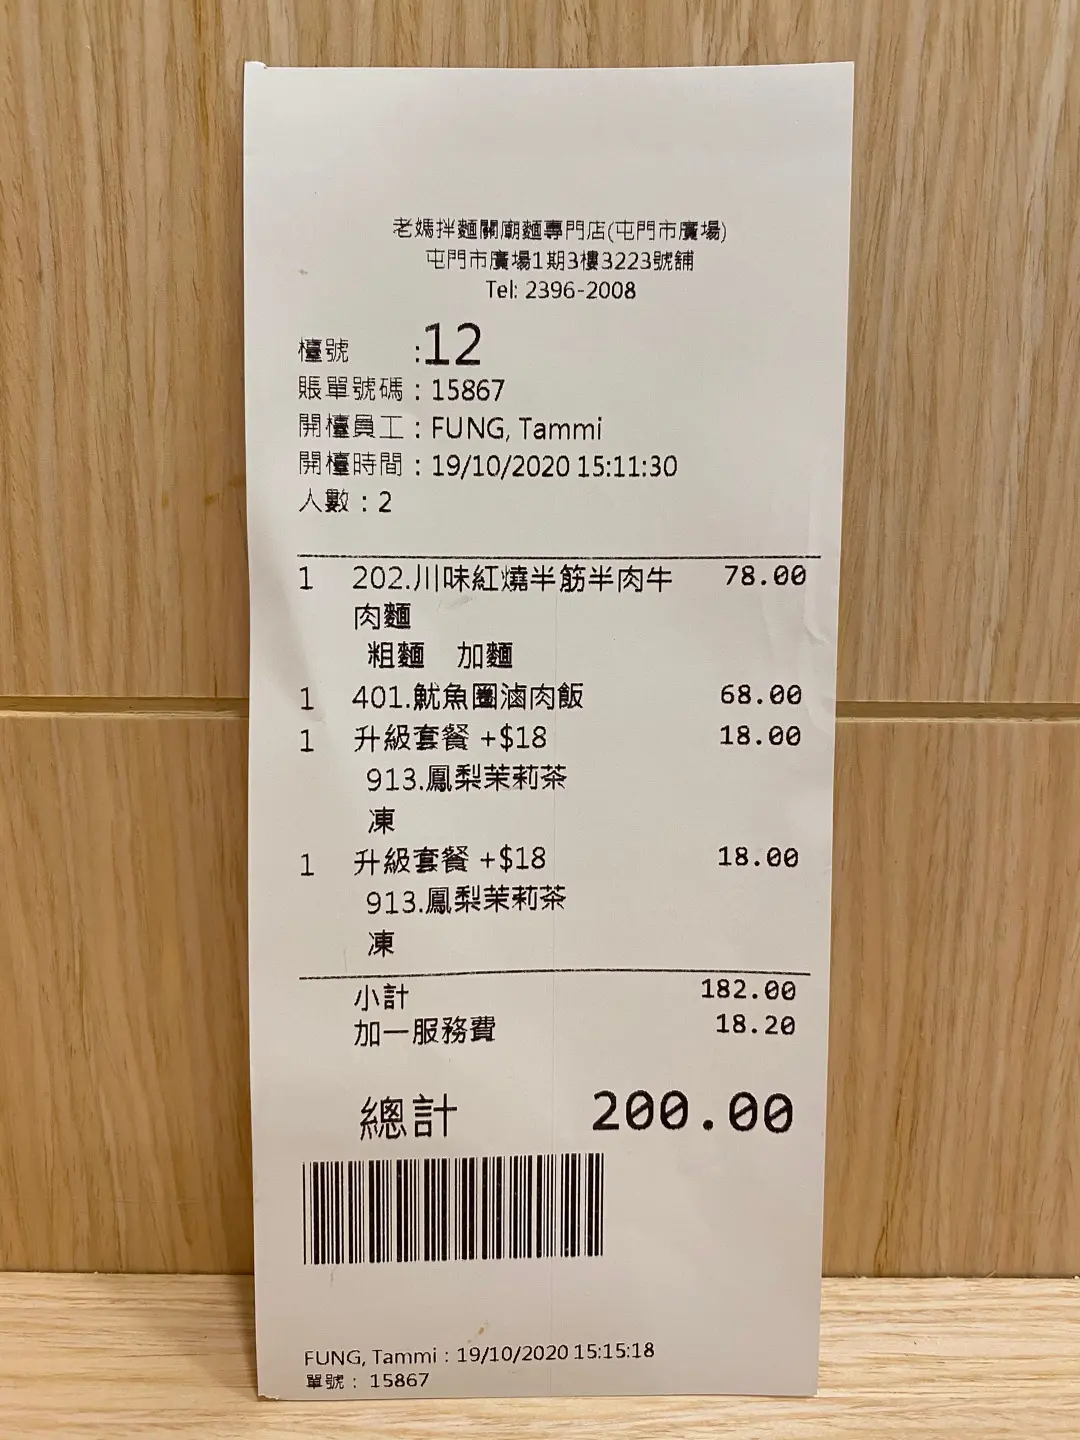 老媽拌麵關廟麵專門店(屯門市廣場)
屯門市廣場1期3樓3223號舖
Tel: 2396-2008
檯號 :12
賬單號碼 : 15867
開檯員工 : FUNG, Tammi
開檯時間 : 19/10/2020 15:11:30
人數 : 2
1 202.川味紅燒半筋半肉牛 78.00
肉麵
粗麵 加麵
1 401.魷魚圈滷肉飯 68.00
1 升級套餐 +$18 18.00
913.鳳梨茉莉茶
凍
1 升級套餐 +$18 18.00
913.鳳梨茉莉茶
凍
小計 182.00
加一服務費 18.20
總計 200.00
FUNG, Tammi : 19/10/2020 15:15:18
單號 : 15867